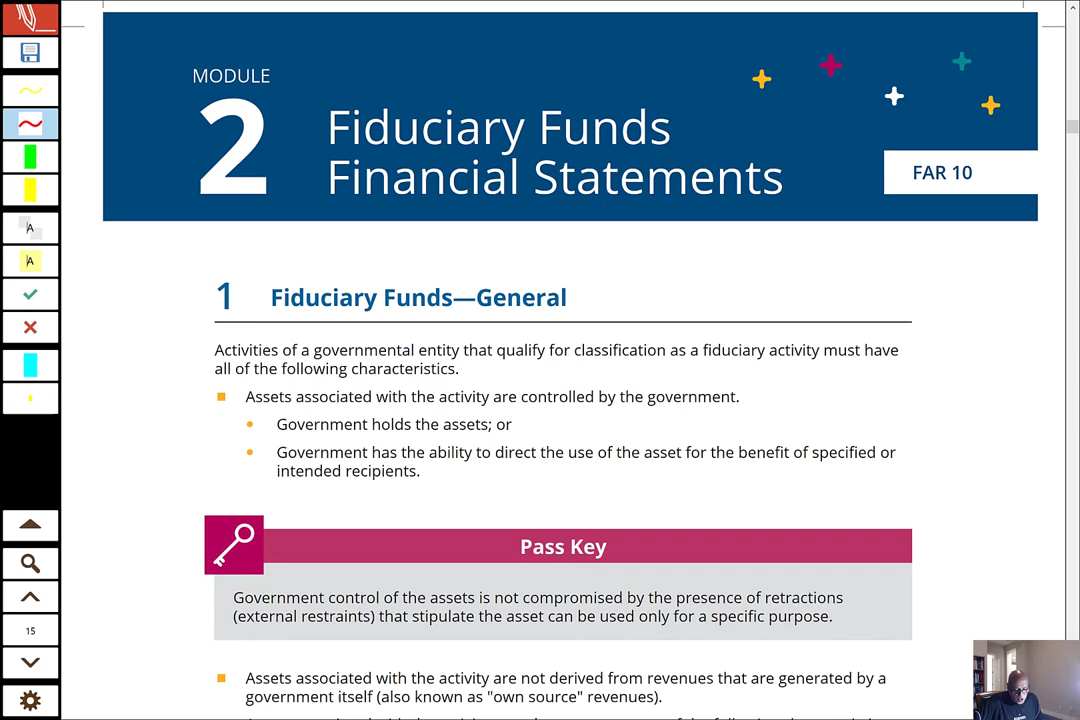 MODULE
2
Fiduciary Funds
Financial Statements
FAR 10
1 Fiduciary Funds—General
Activities of a governmental entity that qualify for classification as a fiduciary activity must have
all of the following characteristics.
Assets associated with the activity are controlled by the government.
Government holds the assets; or
Government has the ability to direct the use of the asset for the benefit of specified or
intended recipients.
Pass Key
Government control of the assets is not compromised by the presence of retractions
(external restraints) that stipulate the asset can be used only for a specific purpose.
Assets associated with the activity are not derived from revenues that are generated by a
government itself (also known as "own source" revenues).
A
A
15